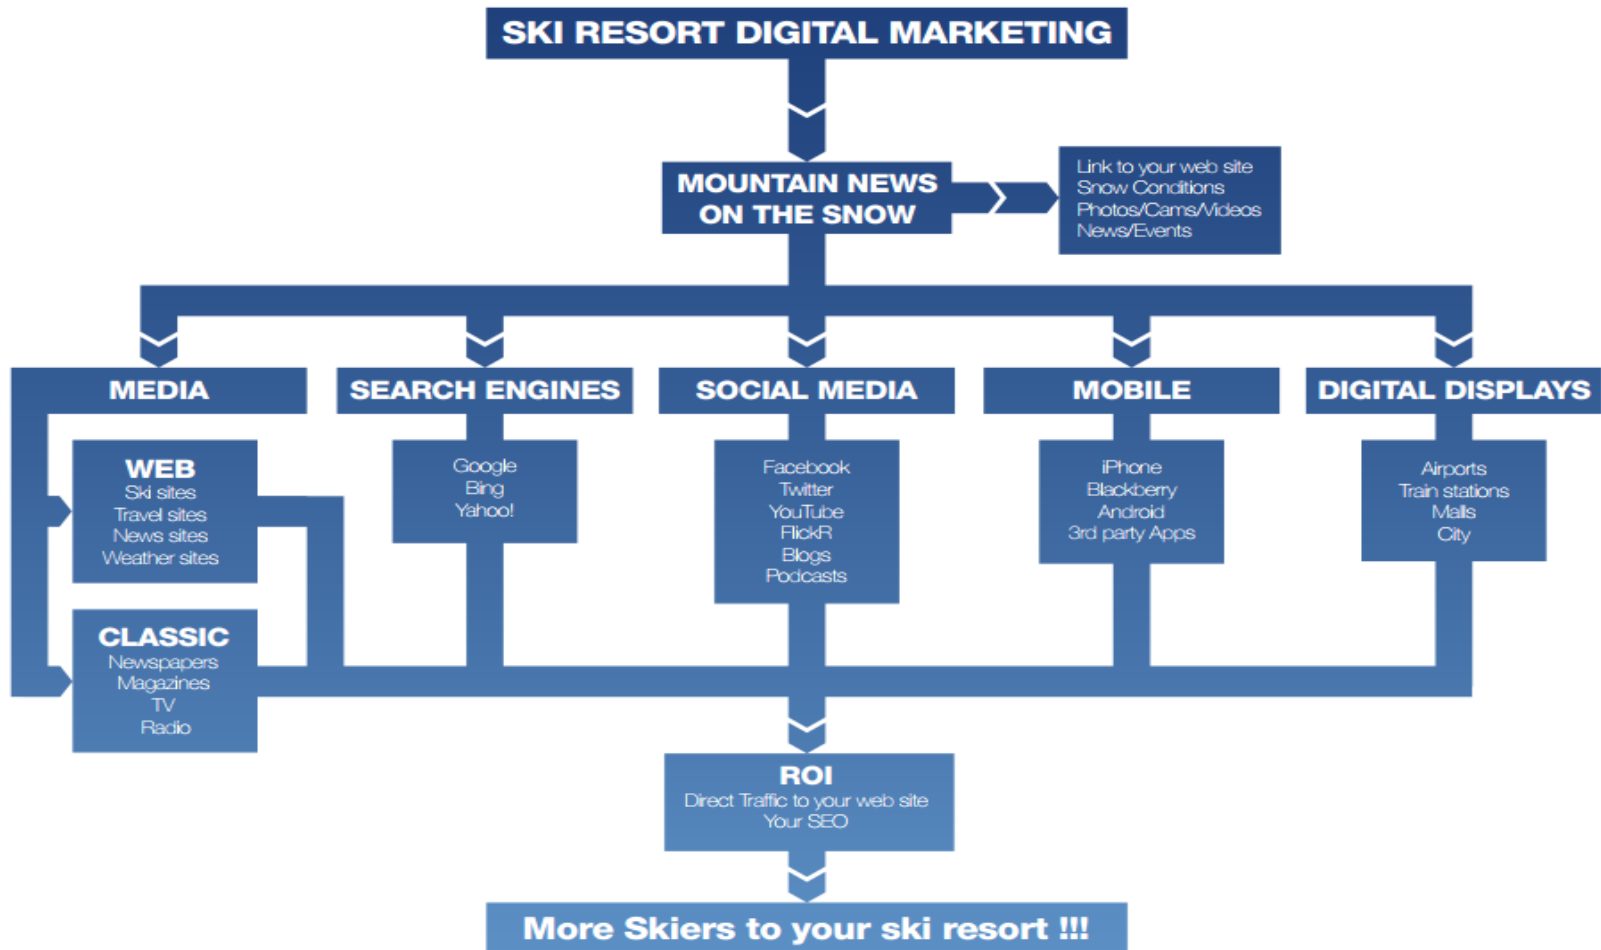 SKI RESORT DIGITAL MARKETING
MOUNTAIN NEWS
ON THE SNOW
Link to your web site
Snow Conditions
Photos/Cams/Videos
News/Events
MEDIA
SEARCH ENGINES
SOCIAL MEDIA
MOBILE
DIGITAL DISPLAYS
WEB
Ski sites
Travel sites
News sites
Weather sites
CLASSIC
Newspapers
Magazines
TV
Radio
Google
Bing
Yahoo!
Facebook
Twitter
YouTube
FlickR
Blogs
Podcasts
iPhone
Blackberry
Android
3rd party Apps
Airports
Train stations
Malls
City
ROI
Direct Traffic to your web site
Your SEO
More Skiers to your ski resort !!!